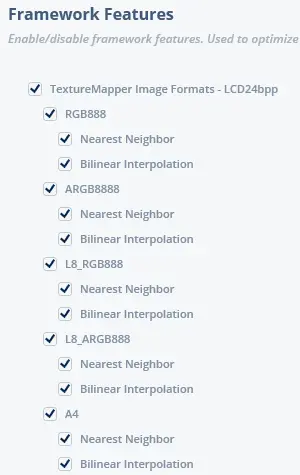 Framework Features
Enable/disable framework features. Used to optimize
TextureMapper Image Formats - LCD24bpp
RGB888
Nearest Neighbor
Bilinear Interpolation
ARGB8888
Nearest Neighbor
Bilinear Interpolation
L8_RGB888
Nearest Neighbor
Bilinear Interpolation
L8_ARGB888
Nearest Neighbor
Bilinear Interpolation
A4
Nearest Neighbor
Bilinear Interpolation